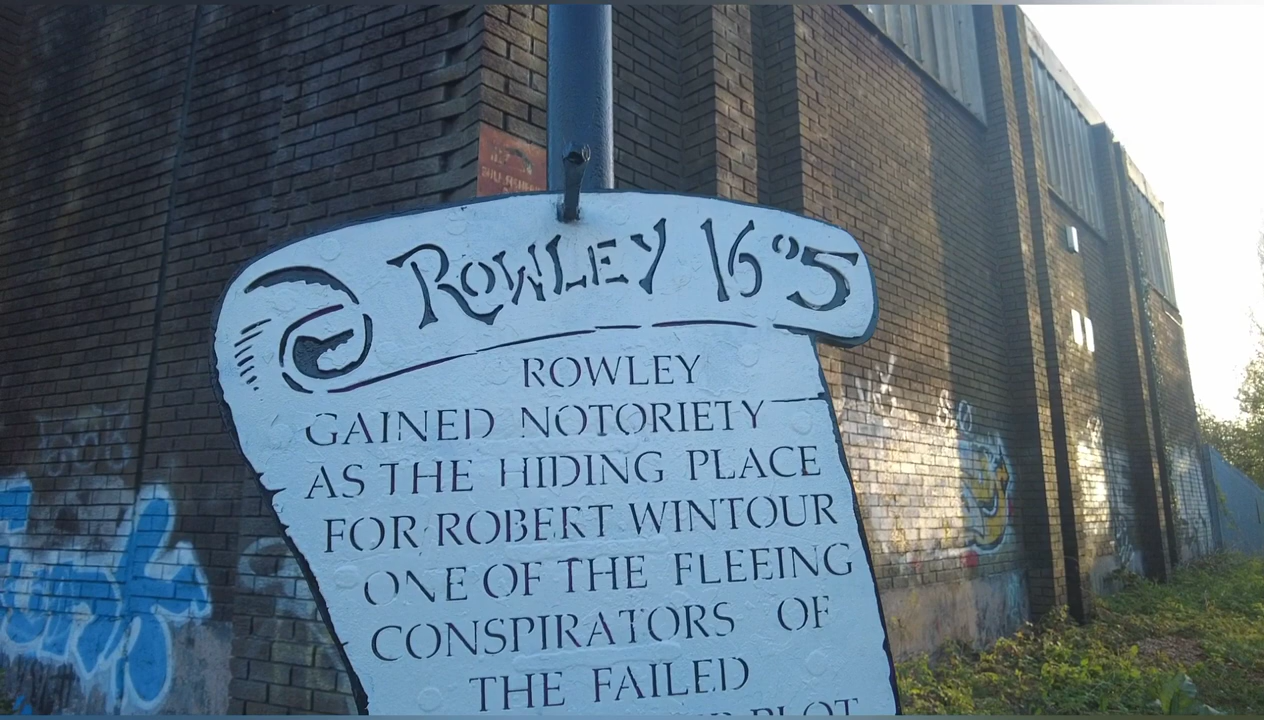 ROWLEY 1605
ROWLEY
GAINED NOTORIETY
AS THE HIDING PLACE
FOR ROBERT WINTOUR
ONE OF THE FLEEING
CONSPIRATORS OF
THE FAILED
PLOT